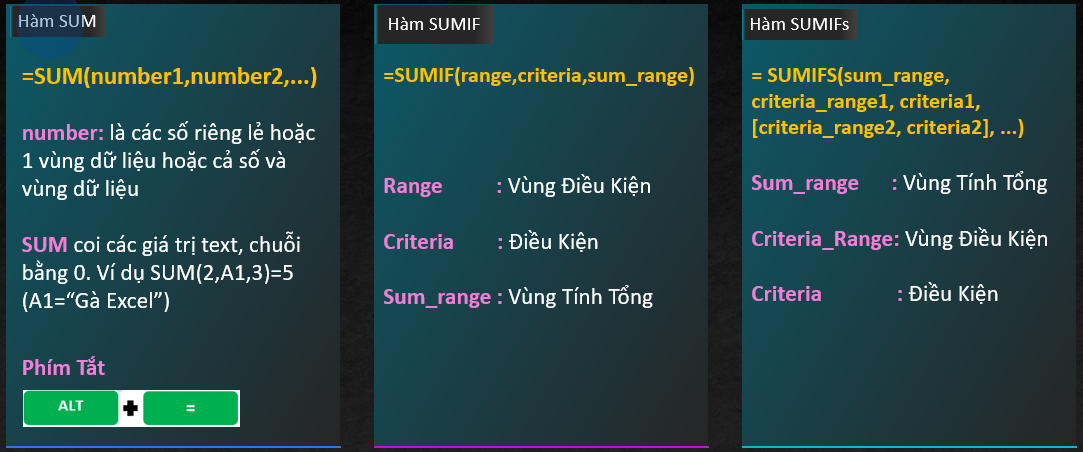 Hàm SUM
=SUM(number1,number2,...)
number: là các số riêng lẻ hoặc
1 vùng dữ liệu hoặc cả số và
vùng dữ liệu
SUM coi các giá trị text, chuỗi
bằng 0. Ví dụ SUM(2,A1,3)=5
(A1=“Gà Excel”)
Phím Tắt
ALT + =
Hàm SUMIF
=SUMIF(range,criteria,sum_range)
Range : Vùng Điều Kiện
Criteria : Điều Kiện
Sum_range : Vùng Tính Tổng
Hàm SUMIFs
= SUMIFS(sum_range,
criteria_range1, criteria1,
[criteria_range2, criteria2], ...)
Sum_range : Vùng Tính Tổng
Criteria_Range: Vùng Điều Kiện
Criteria : Điều Kiện